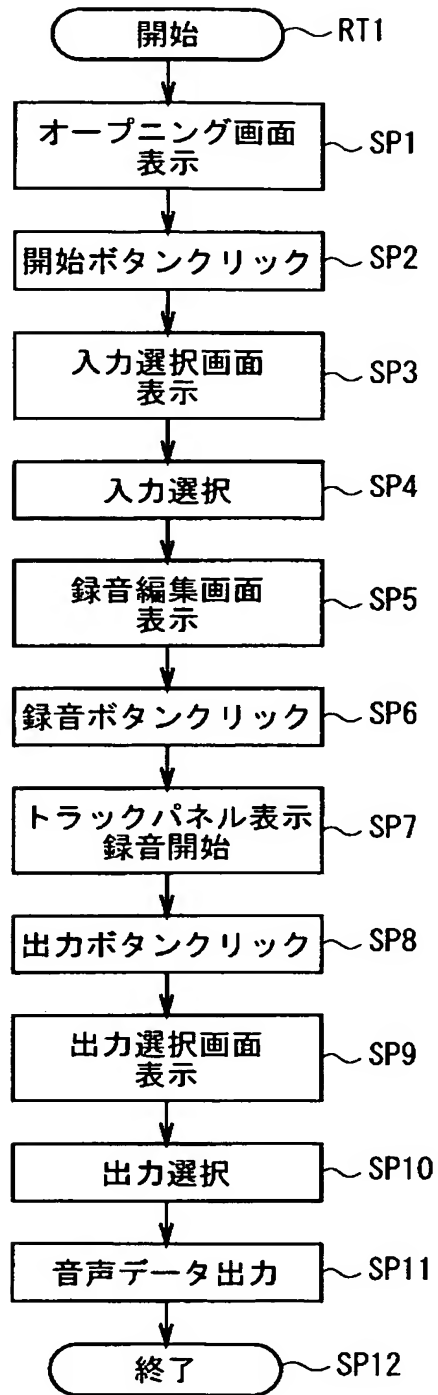 開始
RT1
オープニング画面
表示
SP1
開始ボタンクリック
SP2
入力選択画面
表示
SP3
入力選択
SP4
録音編集画面
表示
SP5
録音ボタンクリック
SP6
トラックパネル表示
録音開始
SP7
出力ボタンクリック
SP8
出力選択画面
表示
SP9
出力選択
SP10
音声データ出力
SP11
終了
SP12